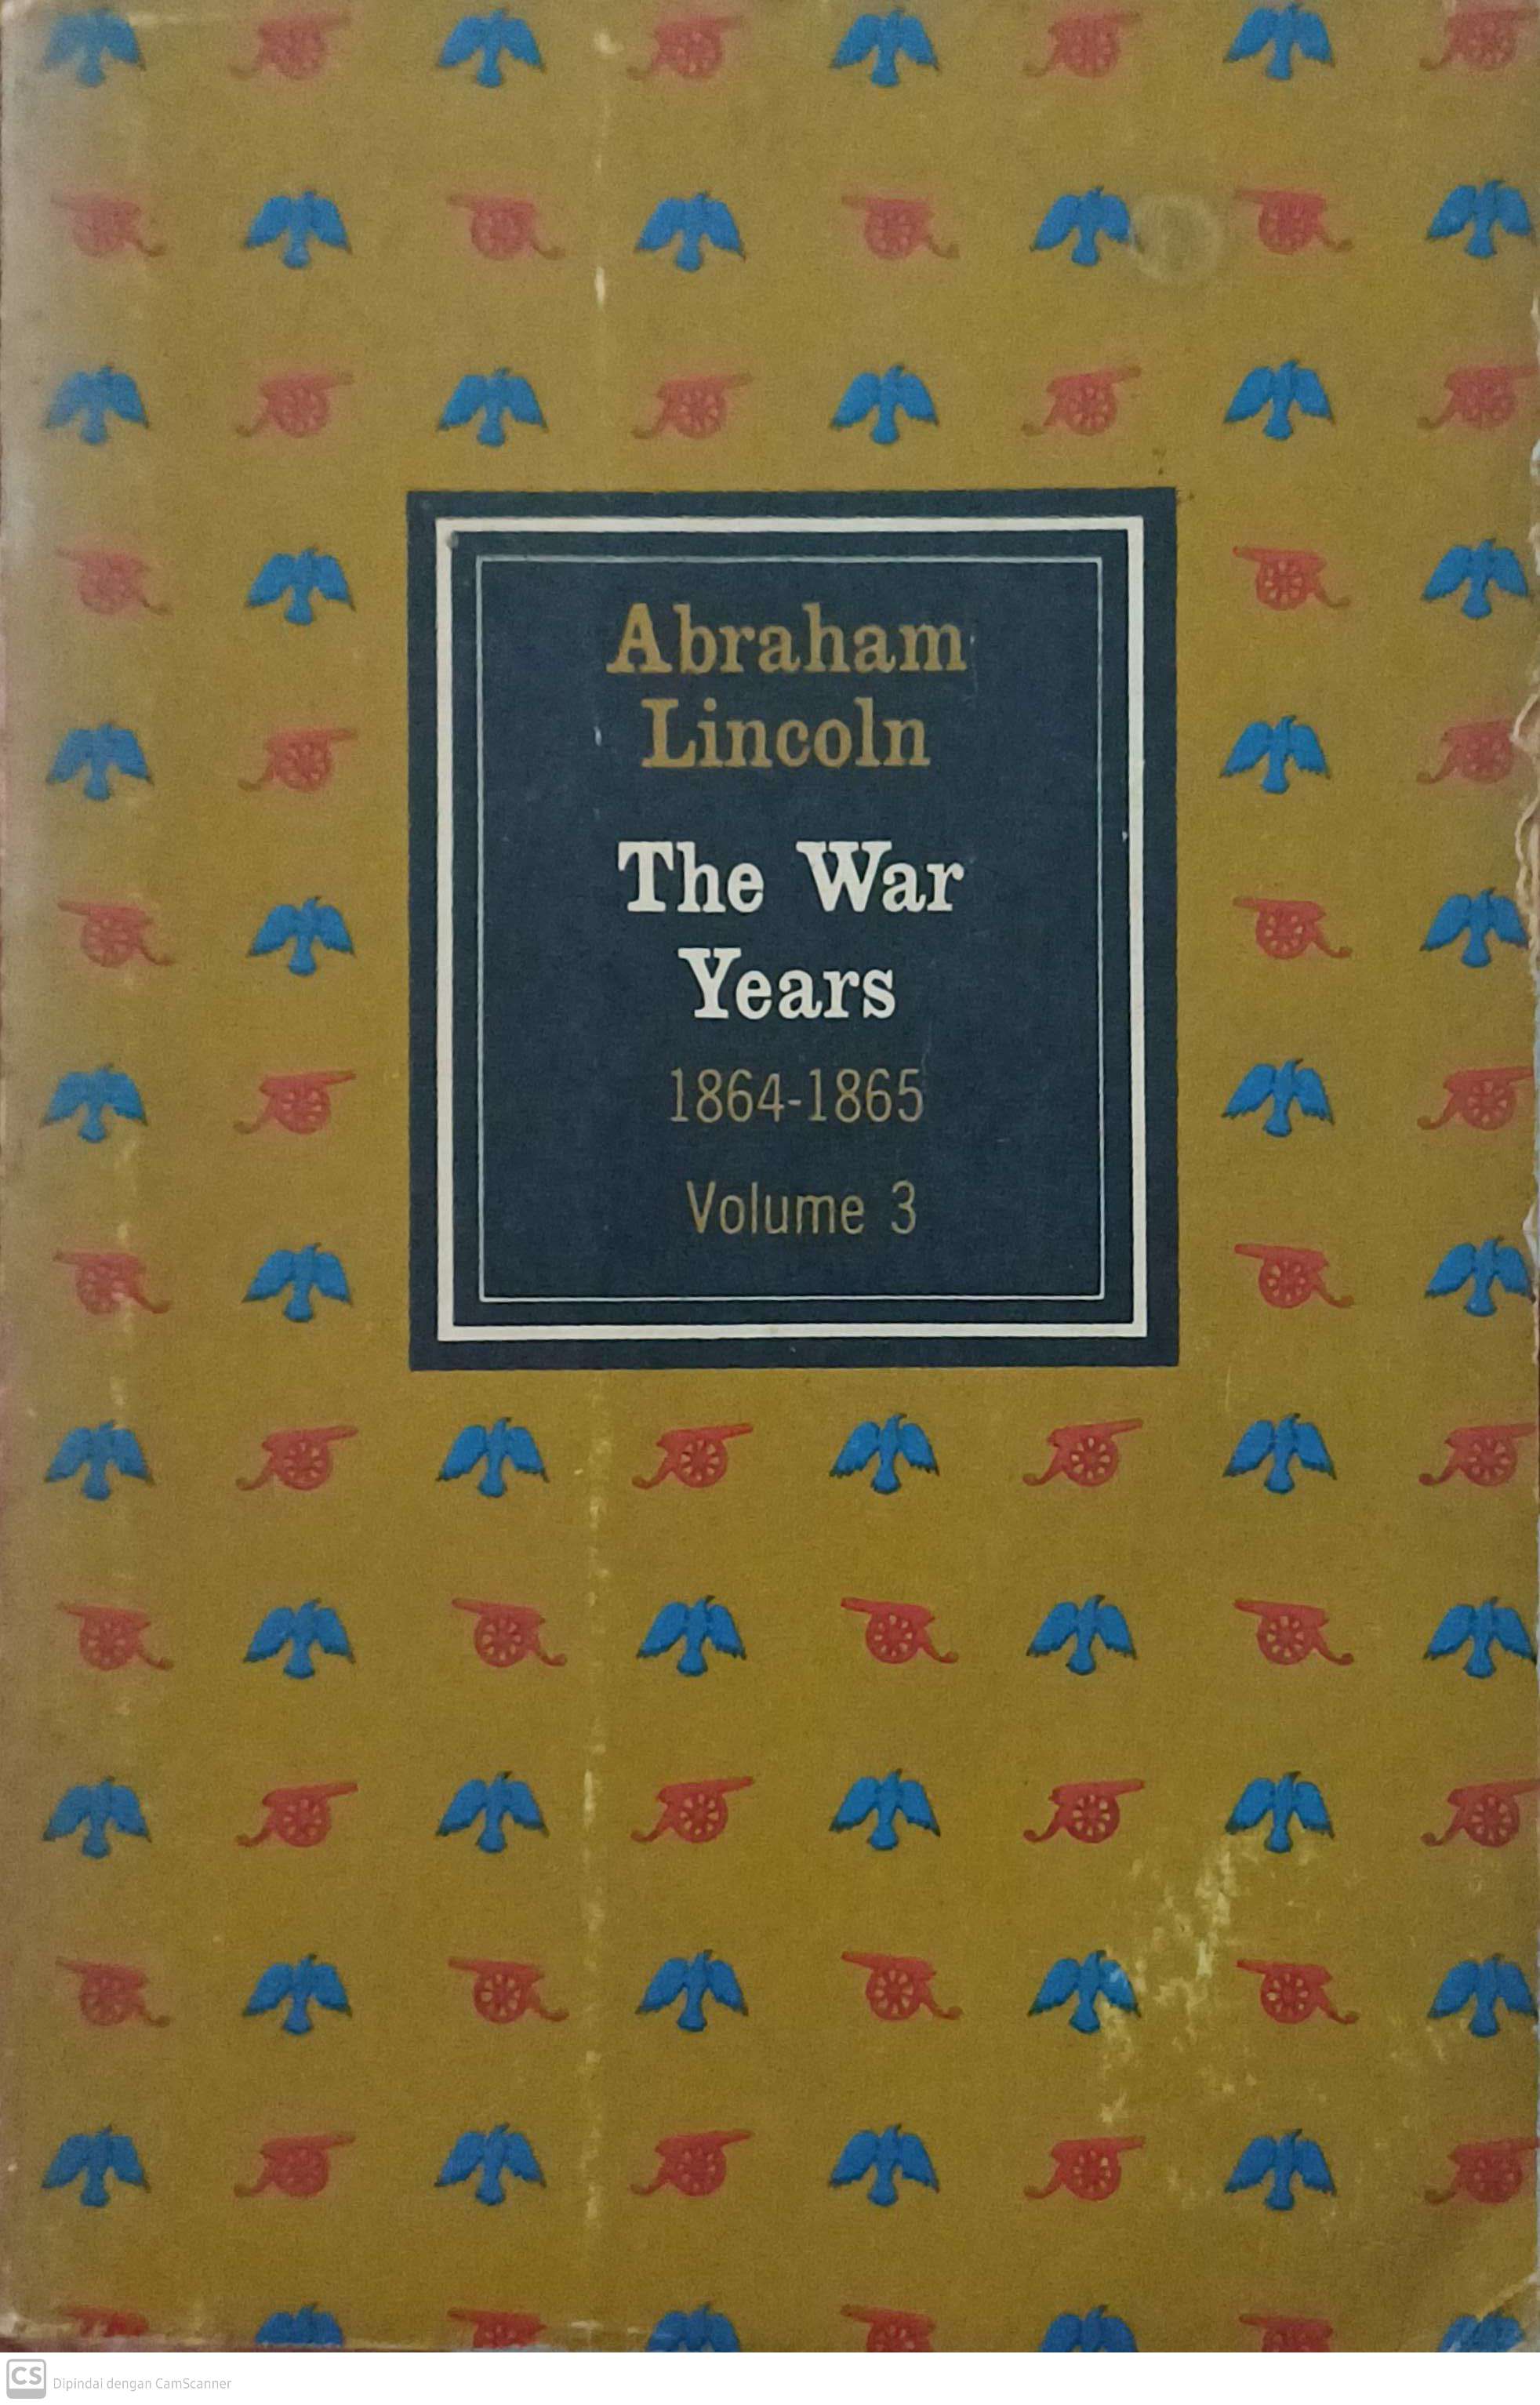 Abraham
Lincoln
The War
Years
1864-1865
Volume 3
CS Dipindai dengan CamScanner